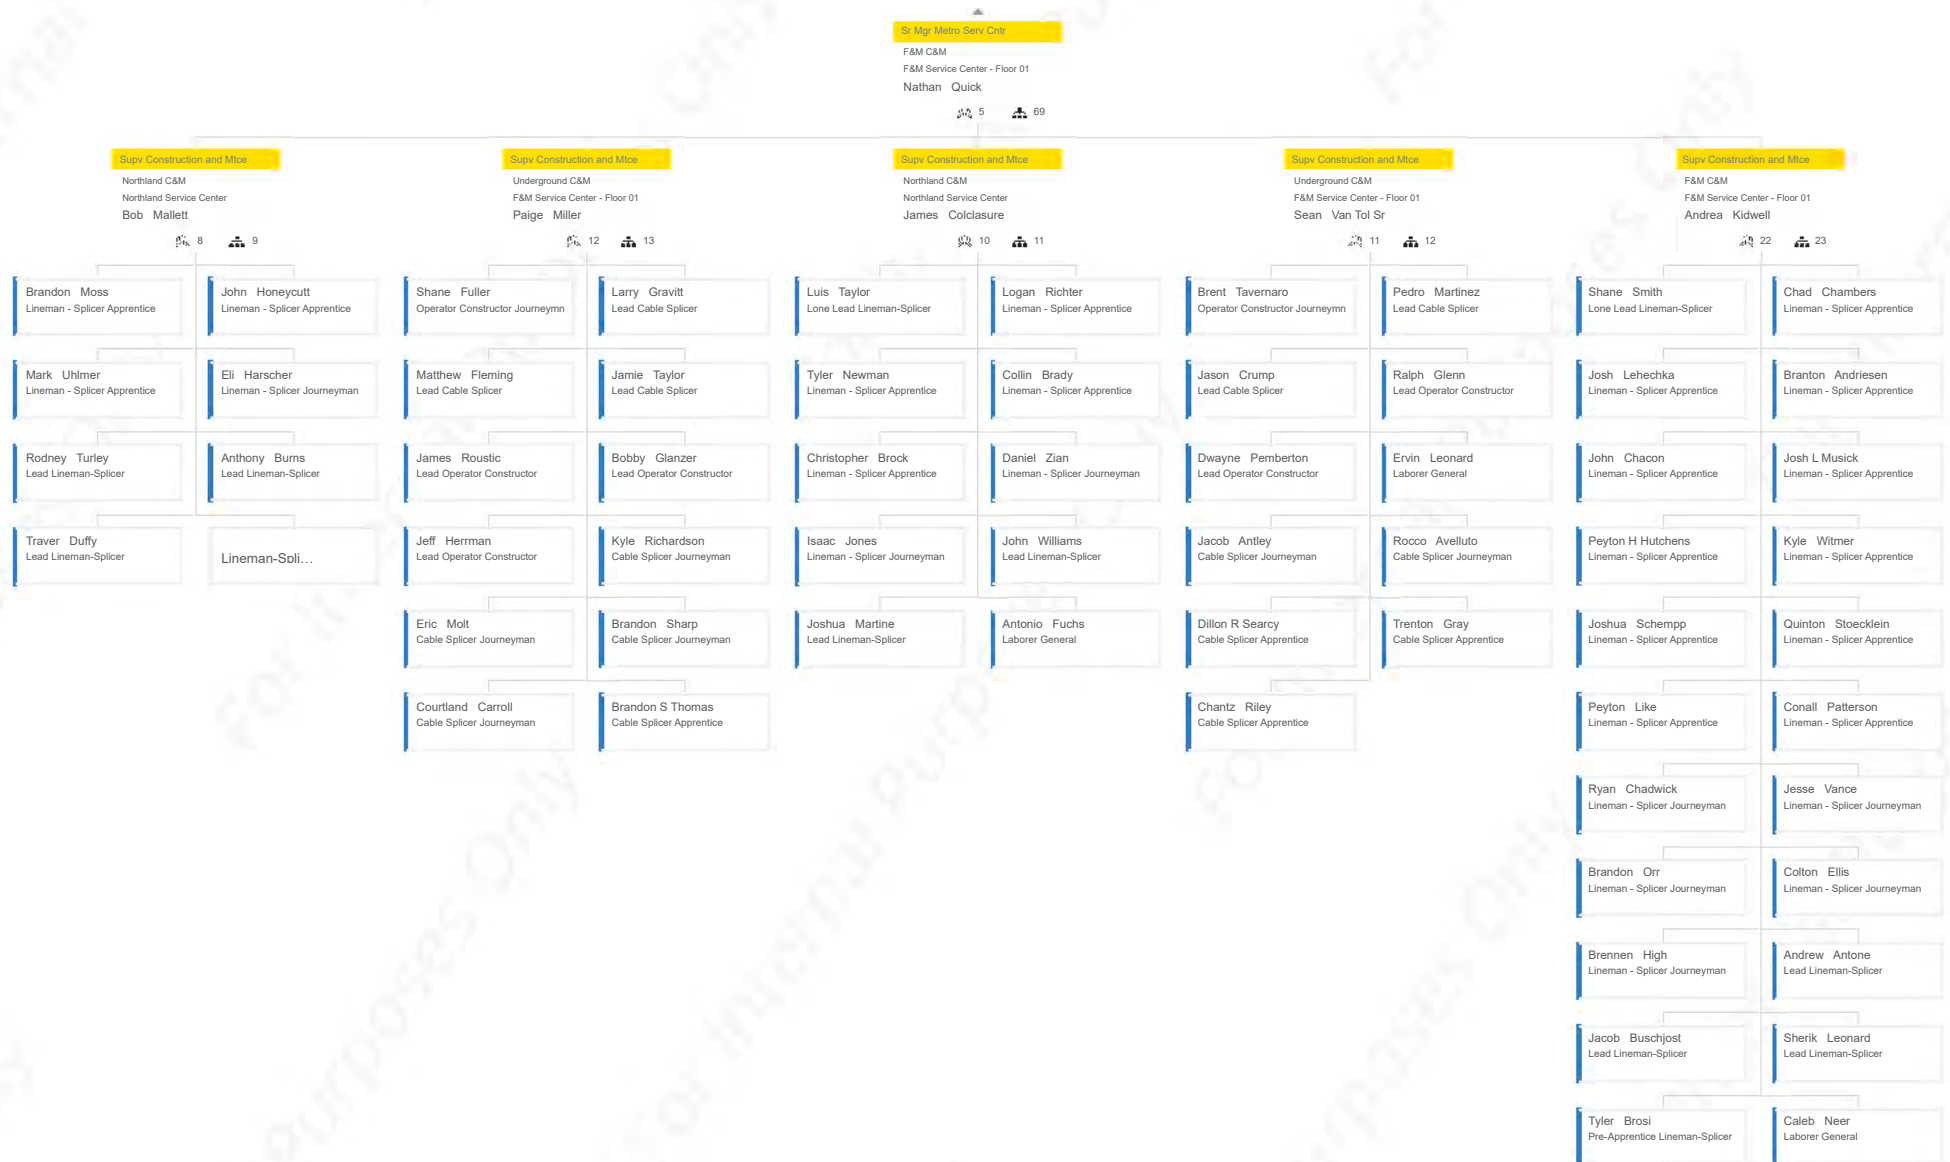 Sr Mgr Metro Serv Cntr
F&M C&M
F&M Service Center - Floor 01
Nathan Quick
5 69
Supv Construction and Mtce
Northland C&M
Northland Service Center
Bob Mallett
8 9
Brandon Moss
Lineman - Splicer Apprentice
John Honeycutt
Lineman - Splicer Apprentice
Mark Uhlmer
Lineman - Splicer Apprentice
Eli Harscher
Lineman - Splicer Journeyman
Rodney Turley
Lead Lineman-Splicer
Anthony Burns
Lead Lineman-Splicer
Traver Duffy
Lead Lineman-Splicer
Lineman-Spli...
Supv Construction and Mtce
Underground C&M
F&M Service Center - Floor 01
Paige Miller
12 13
Shane Fuller
Operator Constructor Journeymn
Larry Gravitt
Lead Cable Splicer
Matthew Fleming
Lead Cable Splicer
Jamie Taylor
Lead Cable Splicer
James Roustic
Lead Operator Constructor
Bobby Glanzer
Lead Operator Constructor
Jeff Herrman
Lead Operator Constructor
Kyle Richardson
Cable Splicer Journeyman
Eric Molt
Cable Splicer Journeyman
Brandon Sharp
Cable Splicer Journeyman
Courtland Carroll
Cable Splicer Journeyman
Brandon S Thomas
Cable Splicer Apprentice
Supv Construction and Mtce
Northland C&M
Northland Service Center
James Colclasure
10 11
Luis Taylor
Lone Lead Lineman-Splicer
Logan Richter
Lineman - Splicer Apprentice
Tyler Newman
Lineman - Splicer Apprentice
Collin Brady
Lineman - Splicer Apprentice
Christopher Brock
Lineman - Splicer Apprentice
Daniel Zian
Lineman - Splicer Journeyman
Isaac Jones
Lineman - Splicer Journeyman
John Williams
Lead Lineman-Splicer
Joshua Martine
Lead Lineman-Splicer
Antonio Fuchs
Laborer General
Supv Construction and Mtce
Underground C&M
F&M Service Center - Floor 01
Sean Van Tol Sr
11 12
Brent Tavernaro
Operator Constructor Journeymn
Pedro Martinez
Lead Cable Splicer
Jason Crump
Lead Cable Splicer
Ralph Glenn
Lead Operator Constructor
Dwayne Pemberton
Lead Operator Constructor
Ervin Leonard
Laborer General
Jacob Antley
Cable Splicer Journeyman
Rocco Avelluto
Cable Splicer Journeyman
Dillon R Searcy
Cable Splicer Apprentice
Trenton Gray
Cable Splicer Apprentice
Chantz Riley
Cable Splicer Apprentice
Supv Construction and Mtce
F&M C&M
F&M Service Center - Floor 01
Andrea Kidwell
22 23
Shane Smith
Lone Lead Lineman-Splicer
Chad Chambers
Lineman - Splicer Apprentice
Josh Lehechka
Lineman - Splicer Apprentice
Branton Andriesen
Lineman - Splicer Apprentice
John Chacon
Lineman - Splicer Apprentice
Josh L Musick
Lineman - Splicer Apprentice
Peyton H Hutchens
Lineman - Splicer Apprentice
Kyle Witmer
Lineman - Splicer Apprentice
Joshua Schempp
Lineman - Splicer Apprentice
Quinton Stoecklein
Lineman - Splicer Apprentice
Peyton Like
Lineman - Splicer Apprentice
Conall Patterson
Lineman - Splicer Apprentice
Ryan Chadwick
Lineman - Splicer Journeyman
Jesse Vance
Lineman - Splicer Journeyman
Brandon Orr
Lineman - Splicer Journeyman
Colton Ellis
Lineman - Splicer Journeyman
Brennen High
Lineman - Splicer Journeyman
Andrew Antone
Lead Lineman-Splicer
Jacob Buschjost
Lead Lineman-Splicer
Sherik Leonard
Lead Lineman-Splicer
Tyler Brosi
Pre-Apprentice Lineman-Splicer
Caleb Neer
Laborer General
For Internal Purposes Only